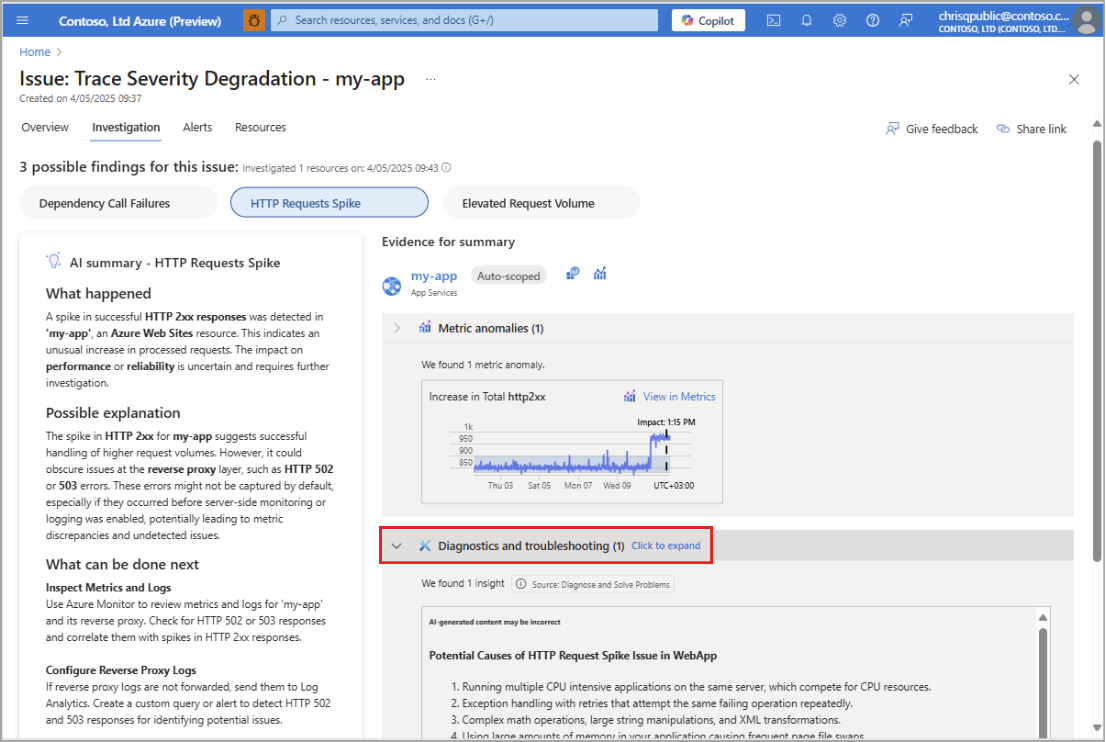 Contoso, Ltd Azure (Preview)
Search resources, services, and docs (G+/)
Copilot
chrisqpublic@contoso.c...
CONTOSO, LTD (CONTOSO, LTD....
Home
Issue: Trace Severity Degradation - my-app ...
Created on 4/05/2025 09:37
Overview Investigation Alerts Resources
Give feedback Share link
3 possible findings for this issue: Investigated 1 resources on: 4/05/2025 09:43
Dependency Call Failures HTTP Requests Spike Elevated Request Volume
AI summary - HTTP Requests Spike
What happened
A spike in successful HTTP 2xx responses was detected in
'my-app', an Azure Web Sites resource. This indicates an
unusual increase in processed requests. The impact on
performance or reliability is uncertain and requires further
investigation.
Possible explanation
The spike in HTTP 2xx for my-app suggests successful
handling of higher request volumes. However, it could
obscure issues at the reverse proxy layer, such as HTTP 502
or 503 errors. These errors might not be captured by default,
especially if they occurred before server-side monitoring or
logging was enabled, potentially leading to metric
discrepancies and undetected issues.
What can be done next
Inspect Metrics and Logs
Use Azure Monitor to review metrics and logs for 'my-app'
and its reverse proxy. Check for HTTP 502 or 503 responses
and correlate them with spikes in HTTP 2xx responses.
Configure Reverse Proxy Logs
If reverse proxy logs are not forwarded, send them to Log
Analytics. Create a custom query or alert to detect HTTP 502
and 503 responses for identifying potential issues.
Evidence for summary
my-app Auto-scoped
App Services
Metric anomalies (1)
We found 1 metric anomaly.
Increase in Total http2xx View in Metrics
Impact: 1:15 PM
1k
950
900
850
Thu 03 Sat 05 Mon 07 Wed 09 UTC+03:00
Diagnostics and troubleshooting (1) Click to expand
We found 1 insight Source: Diagnose and Solve Problems
AI-generated content may be incorrect
Potential Causes of HTTP Request Spike Issue in WebApp
1. Running multiple CPU intensive applications on the same server, which compete for CPU resources.
2. Exception handling with retries that attempt the same failing operation repeatedly.
3. Complex math operations, large string manipulations, and XML transformations.
4. Using large amounts of memory in your application causing frequent page file swaps